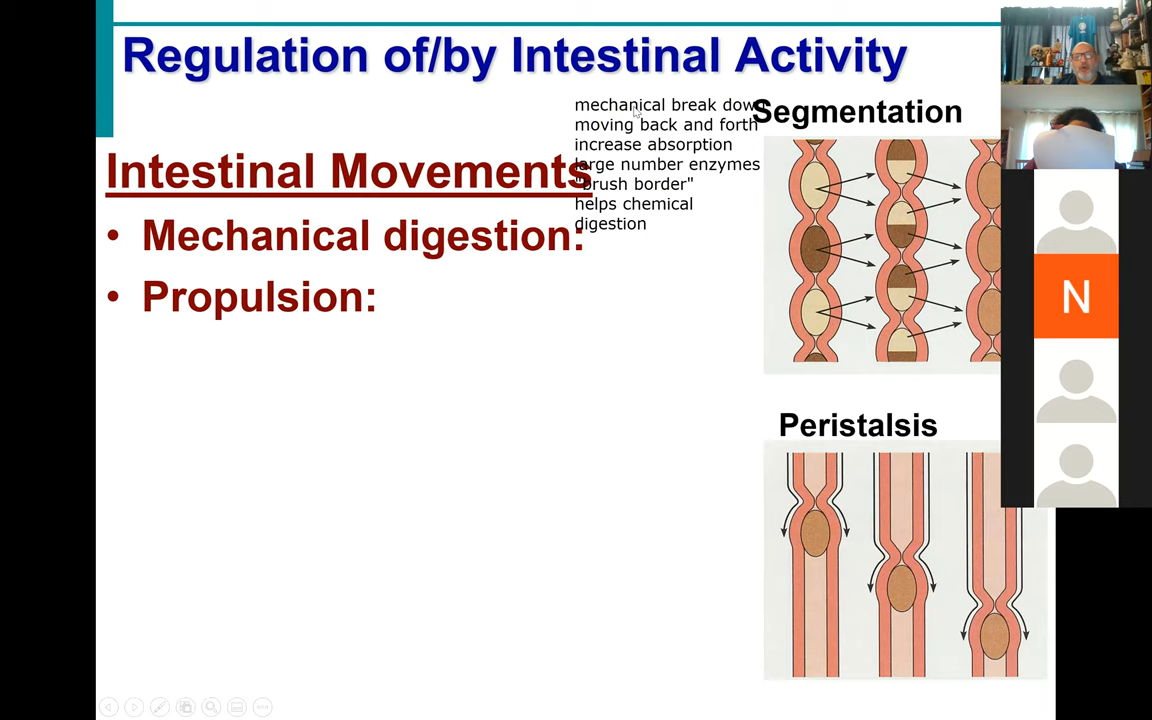 Regulation of/by Intestinal Activity
Intestinal Movements
• Mechanical digestion:
• Propulsion:
mechanical break down
moving back and forth
increase absorption
large number enzymes
"brush border"
helps chemical
digestion
Segmentation
Peristalsis
N